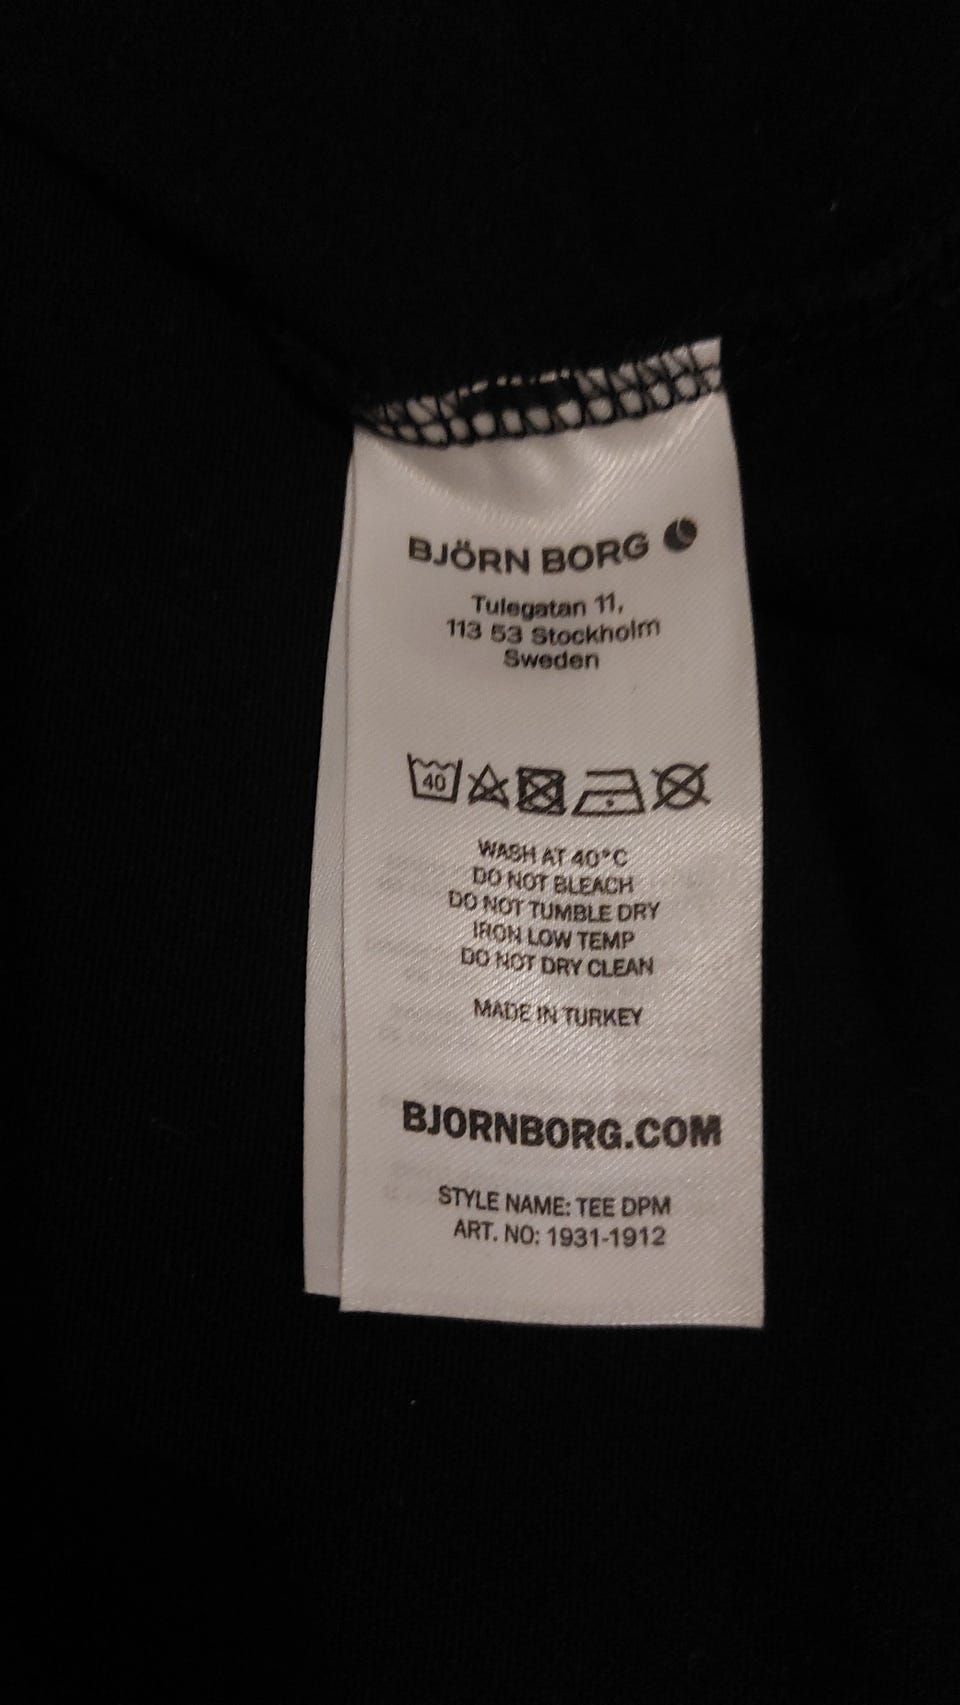 BJÖRN BORG
Tulegatan 11,
113 53 Stockholm
Sweden
40
WASH AT 40°C
DO NOT BLEACH
DO NOT TUMBLE DRY
IRON LOW TEMP
DO NOT DRY CLEAN
MADE IN TURKEY
BJORNBORG.COM
STYLE NAME: TEE DPM
ART. NO: 1931-1912